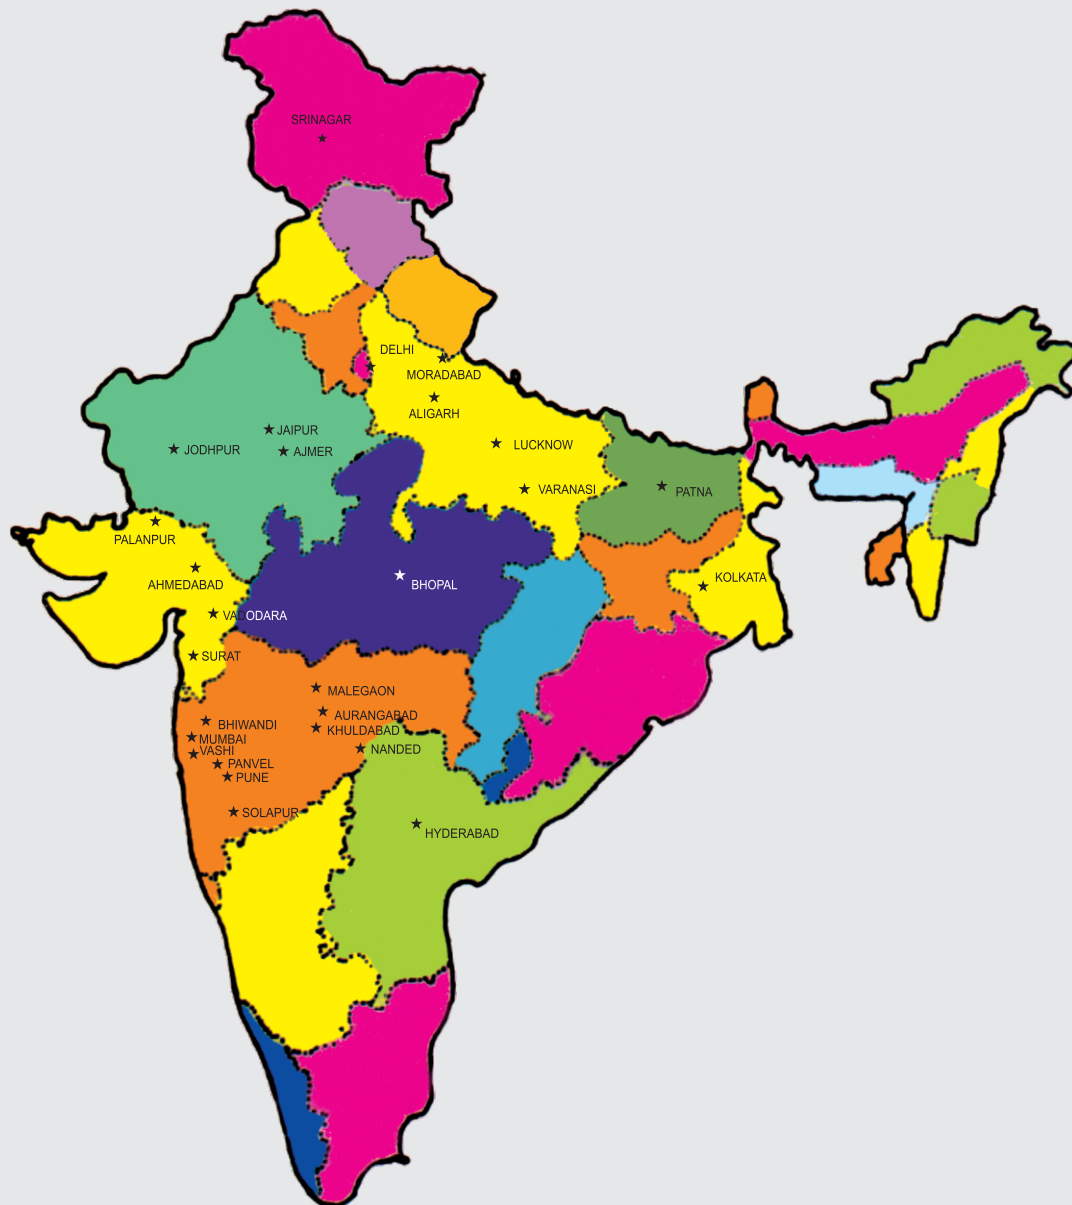 SRINAGAR
DELHI
MORADABAD
ALIGARH
JAIPUR
JODHPUR
AJMER
LUCKNOW
VARANASI
PATNA
PALANPUR
AHMEDABAD
BHOPAL
KOLKATA
VADODARA
SURAT
MALEGAON
AURANGABAD
BHIWANDI
KHULDABAD
MUMBAI
VASHI
NANDED
PANVEL
PUNE
SOLAPUR
HYDERABAD